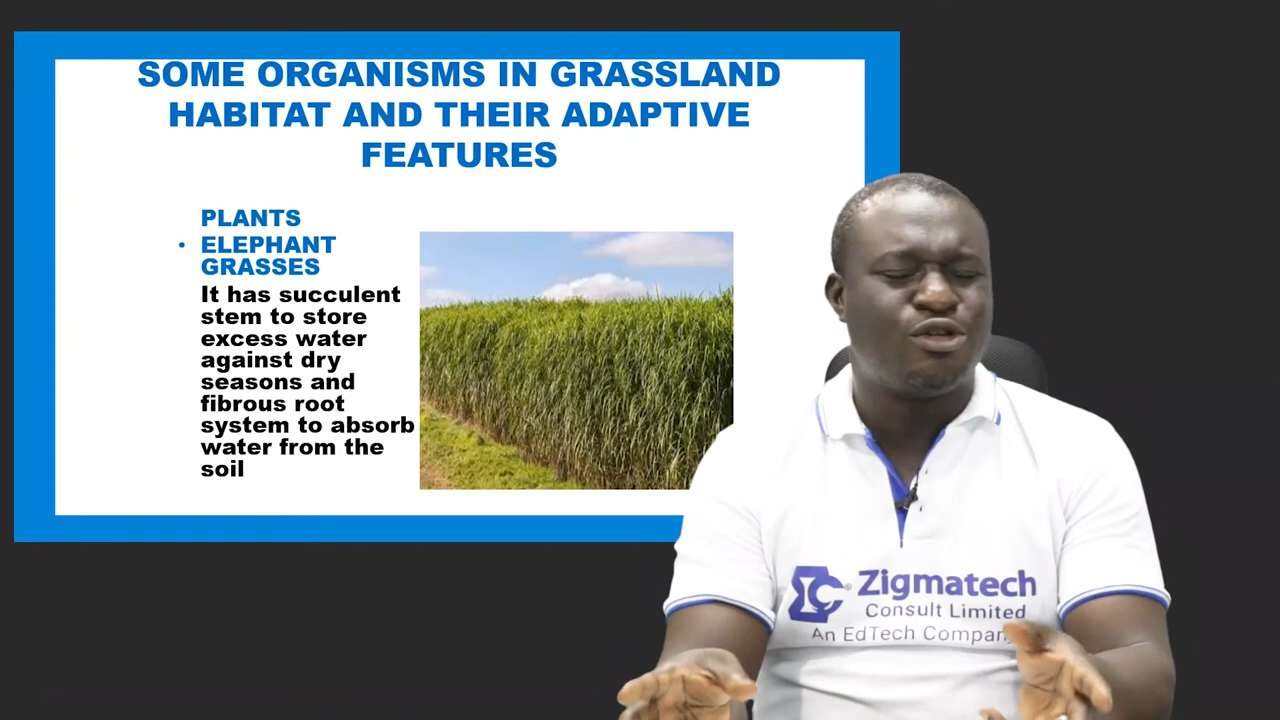 SOME ORGANISMS IN GRASSLAND
HABITAT AND THEIR ADAPTIVE
FEATURES
PLANTS
• ELEPHANT
GRASSES
It has succulent
stem to store
excess water
against dry
seasons and
fibrous root
system to absorb
water from the
soil
Zigmatech
Consult Limited
An EdTech Company